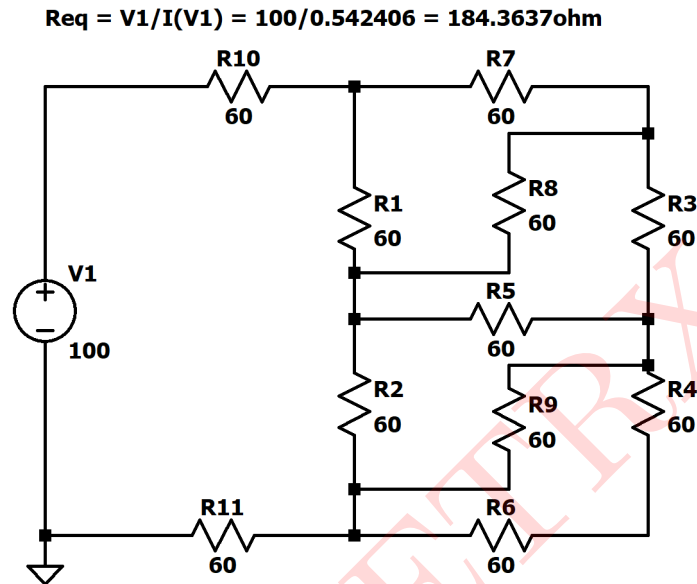 Req = V1/I(V1) = 100/0.542406 = 184.3637ohm
R10
60
R7
60
R1
60
R8
60
R3
60
V1
100
R5
60
R2
60
R9
60
R4
60
R11
60
R6
60
ETRX